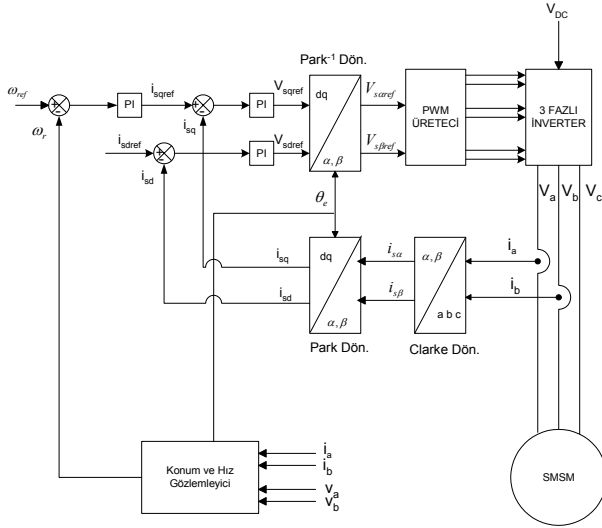 V_DC
Park⁻¹ Dön.
ω_ref
PI
i_sqref
i_sq
PI
V_sqref
dq
α, β
V_sαref
V_sβref
PWM
ÜRETECİ
3 FAZLI
İNVERTER
ω_r
i_sdref
i_sd
PI
V_sdref
θ_e
V_a
V_b
V_c
i_sq
i_sd
dq
α, β
Park Dön.
i_sα
i_sβ
α, β
a b c
Clarke Dön.
i_a
i_b
Konum ve Hız
Gözlemleyici
i_a
i_b
v_a
v_b
SMSM